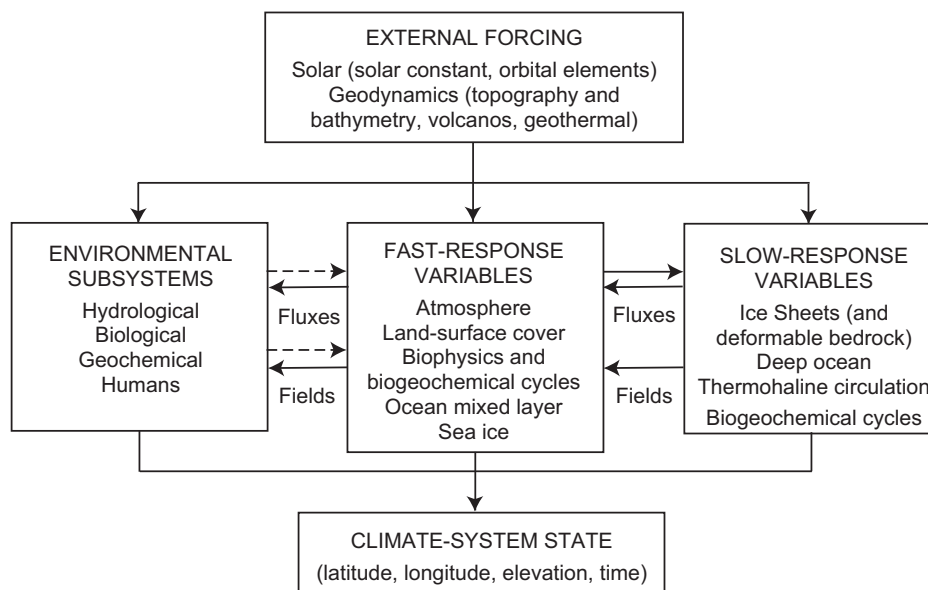 EXTERNAL FORCING
Solar (solar constant, orbital elements)
Geodynamics (topography and
bathymetry, volcanos, geothermal)
ENVIRONMENTAL
SUBSYSTEMS
Hydrological
Biological
Geochemical
Humans
Fluxes
Fields
FAST-RESPONSE
VARIABLES
Atmosphere
Land-surface cover
Biophysics and
biogeochemical cycles
Ocean mixed layer
Sea ice
Fluxes
Fields
SLOW-RESPONSE
VARIABLES
Ice Sheets (and
deformable bedrock)
Deep ocean
Thermohaline circulation
Biogeochemical cycles
CLIMATE-SYSTEM STATE
(latitude, longitude, elevation, time)